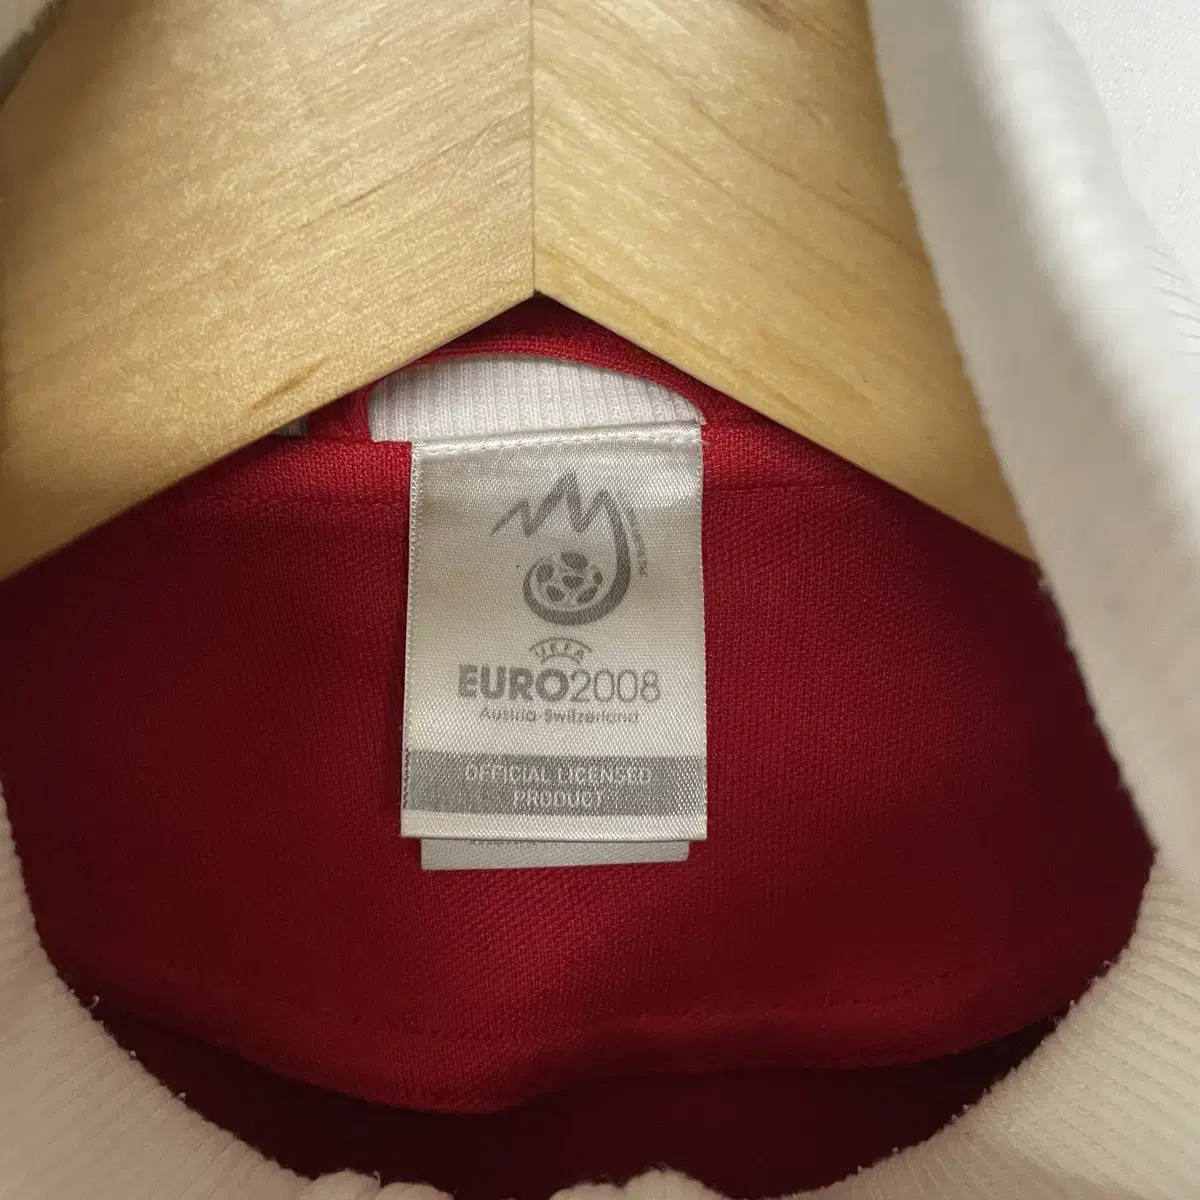 UEFA
EURO2008
Austria-Switzerland
OFFICIAL LICENSED
PRODUCT